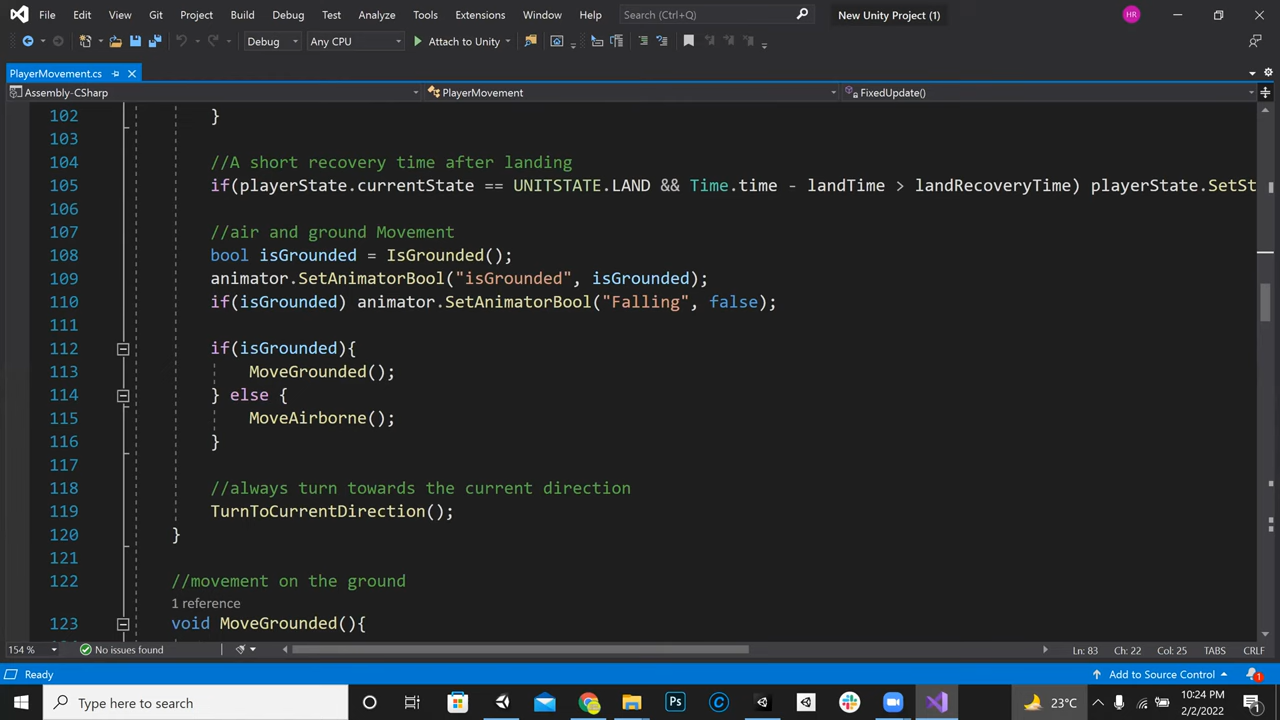 File Edit View Git Project Build Debug Test Analyze Tools Extensions Window Help Search (Ctrl+Q) New Unity Project (1) HR
Debug Any CPU Attach to Unity
PlayerMovement.cs
Assembly-CSharp PlayerMovement FixedUpdate()
102 }
103
104 //A short recovery time after landing
105 if(playerState.currentState == UNITSTATE.LAND && Time.time - landTime > landRecoveryTime) playerState.SetSt
106
107 //air and ground Movement
108 bool isGrounded = IsGrounded();
109 animator.SetAnimatorBool("isGrounded", isGrounded);
110 if(isGrounded) animator.SetAnimatorBool("Falling", false);
111
112 if(isGrounded){
113 MoveGrounded();
114 } else {
115 MoveAirborne();
116 }
117
118 //always turn towards the current direction
119 TurnToCurrentDirection();
120 }
121
122 //movement on the ground
1 reference
123 void MoveGrounded(){
154 % No issues found Ln: 83 Ch: 22 Col: 25 TABS CRLF
Ready Add to Source Control 1
Type here to search Ps 23°C 10:24 PM
2/2/2022 1